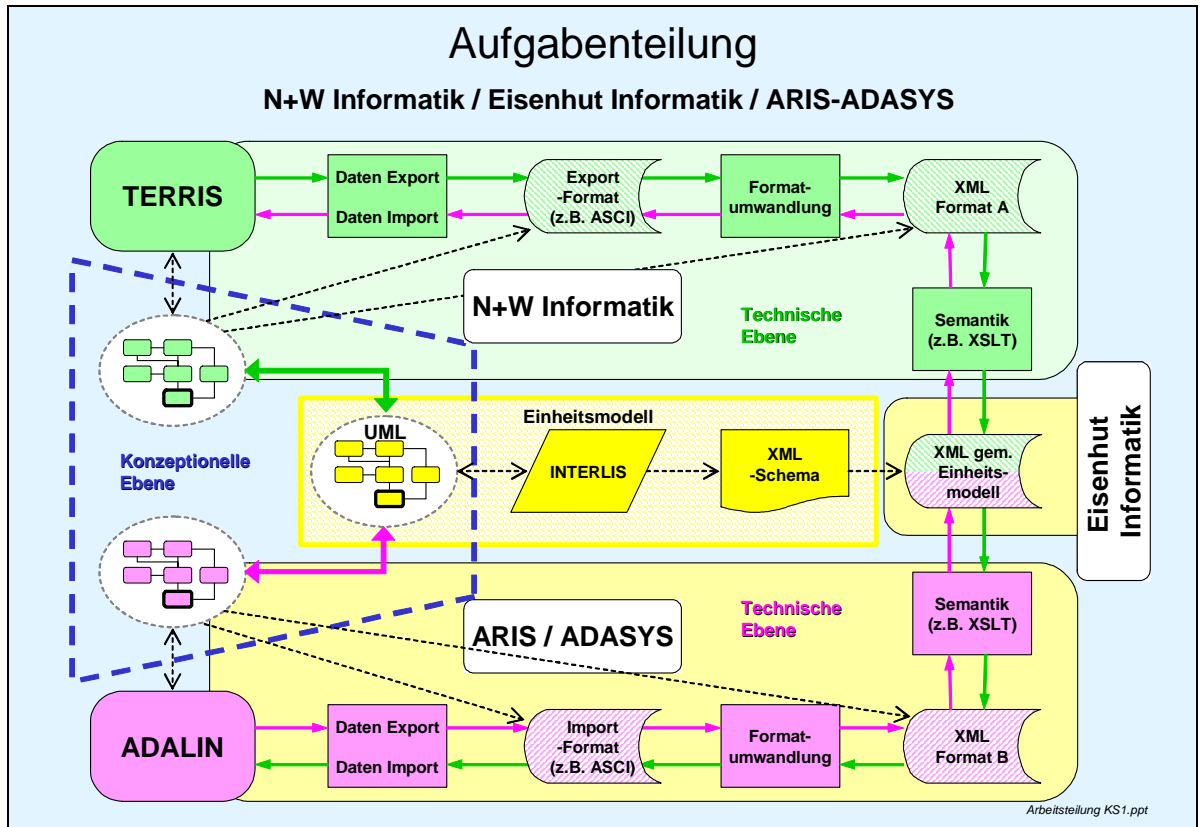 Aufgabenteilung
N+W Informatik / Eisenhut Informatik / ARIS-ADASYS
TERRIS
Daten Export
Daten Import
Export
-Format
(z.B. ASCI)
Format-
umwandlung
XML
Format A
N+W Informatik
Technische
Ebene
Semantik
(z.B. XSLT)
Einheitsmodell
UML
INTERLIS
XML
-Schema
XML gem.
Einheits-
modell
Eisenhut
Informatik
Konzeptionelle
Ebene
ARIS / ADASYS
Technische
Ebene
Semantik
(z.B. XSLT)
ADALIN
Daten Export
Daten Import
Import
-Format
(z.B. ASCI)
Format-
umwandlung
XML
Format B
Arbeitsteilung KS1.ppt